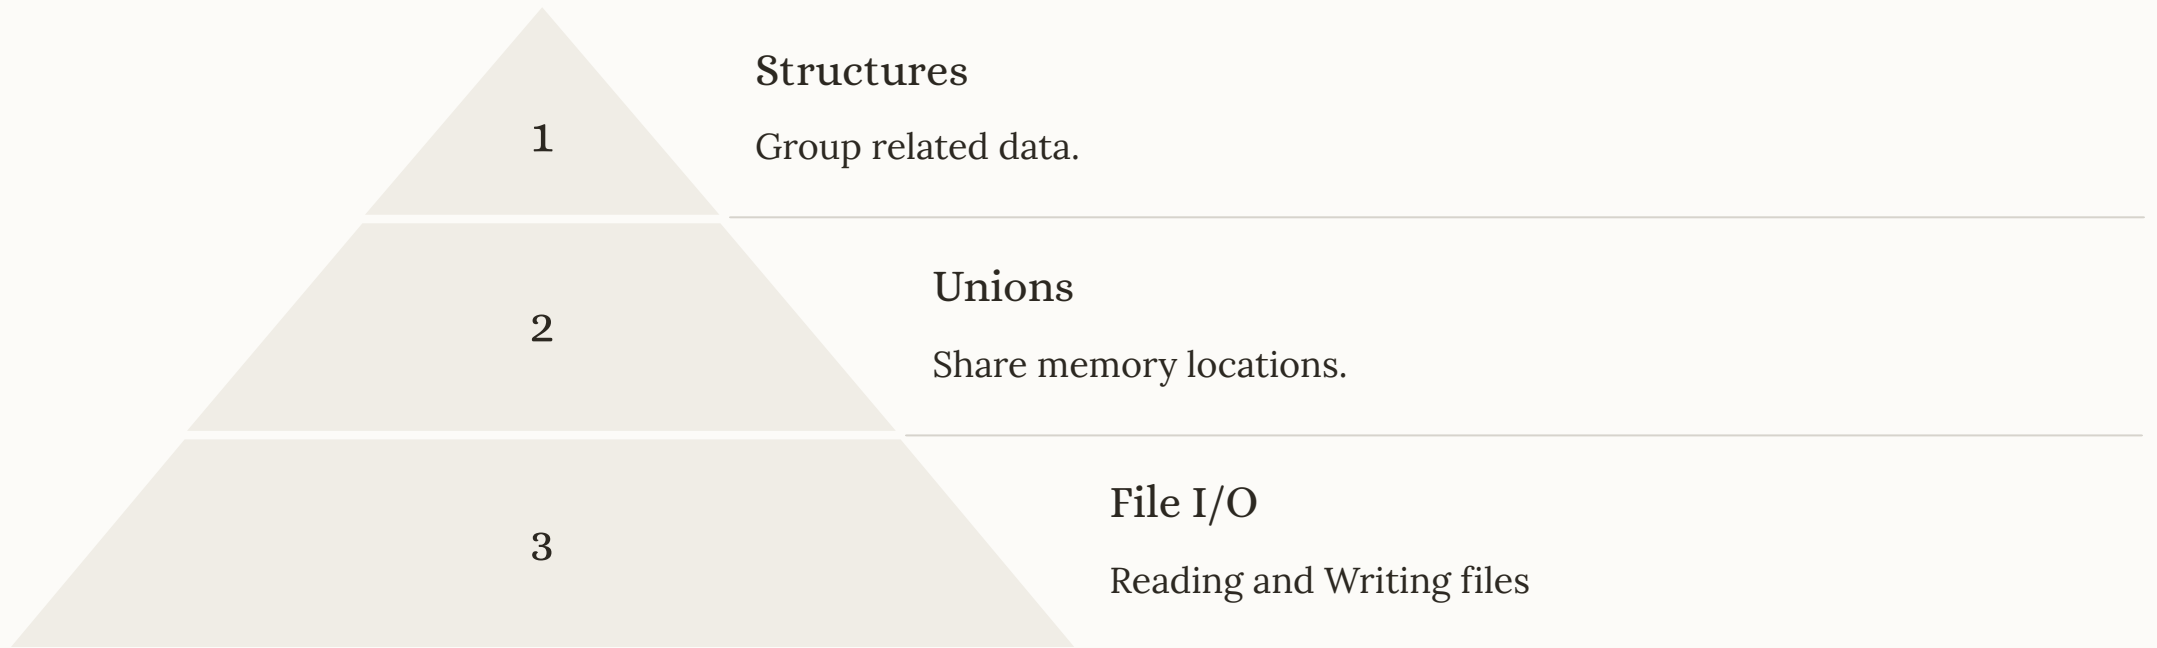 1
Structures
Group related data.
2
Unions
Share memory locations.
3
File I/O
Reading and Writing files